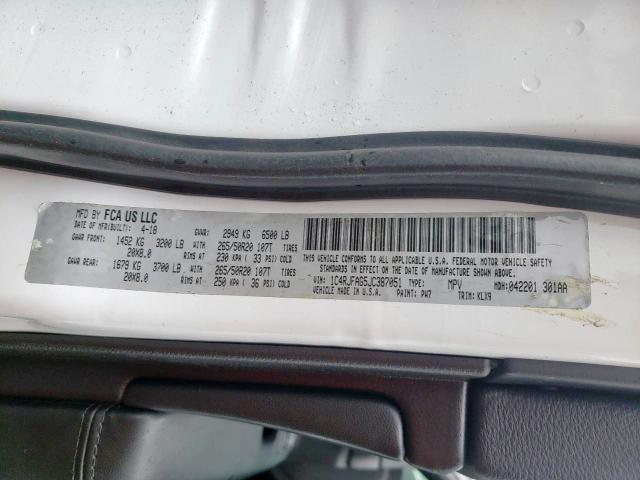 MFD BY FCA US LLC
DATE OF MFR/BUILT: 4-18 GVWR: 2949 KG 6500 LB
GAWR FRONT: 1452 KG 3200 LB WITH 265/50R20 107T TIRES
20X8.0 RIMS AT 230 KPA ( 33 PSI) COLD
GAWR REAR: 1679 KG 3700 LB WITH 265/50R20 107T TIRES
20X8.0 RIMS AT 250 KPA ( 36 PSI) COLD
THIS VEHICLE CONFORMS TO ALL APPLICABLE U.S.A. FEDERAL MOTOR VEHICLE SAFETY
STANDARDS IN EFFECT ON THE DATE OF MANUFACTURE SHOWN ABOVE.
VIN: 1C4RJFAG5JC387051 TYPE: MPV MDH: 042201 301AA
VEHICLE MADE IN U.S.A. PAINT: PW7 TRIM: KLX9